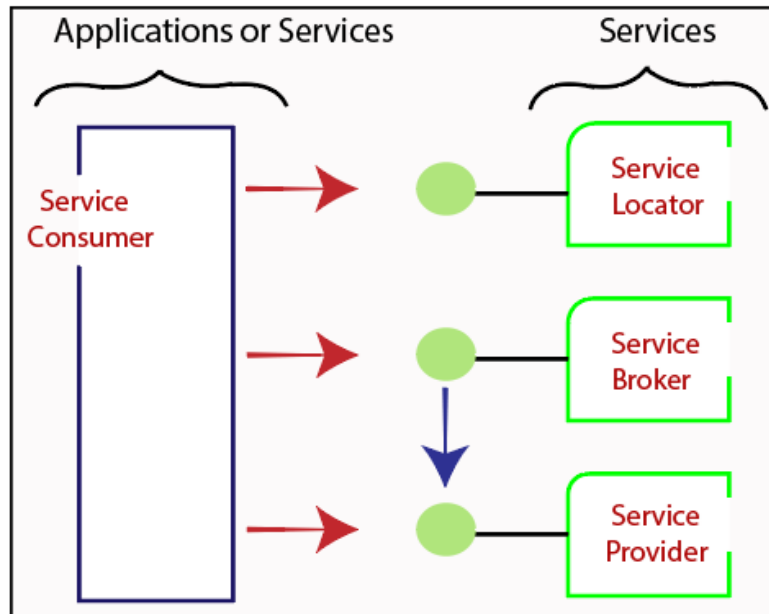 Applications or Services
Services
Service
Consumer
Service
Locator
Service
Broker
Service
Provider